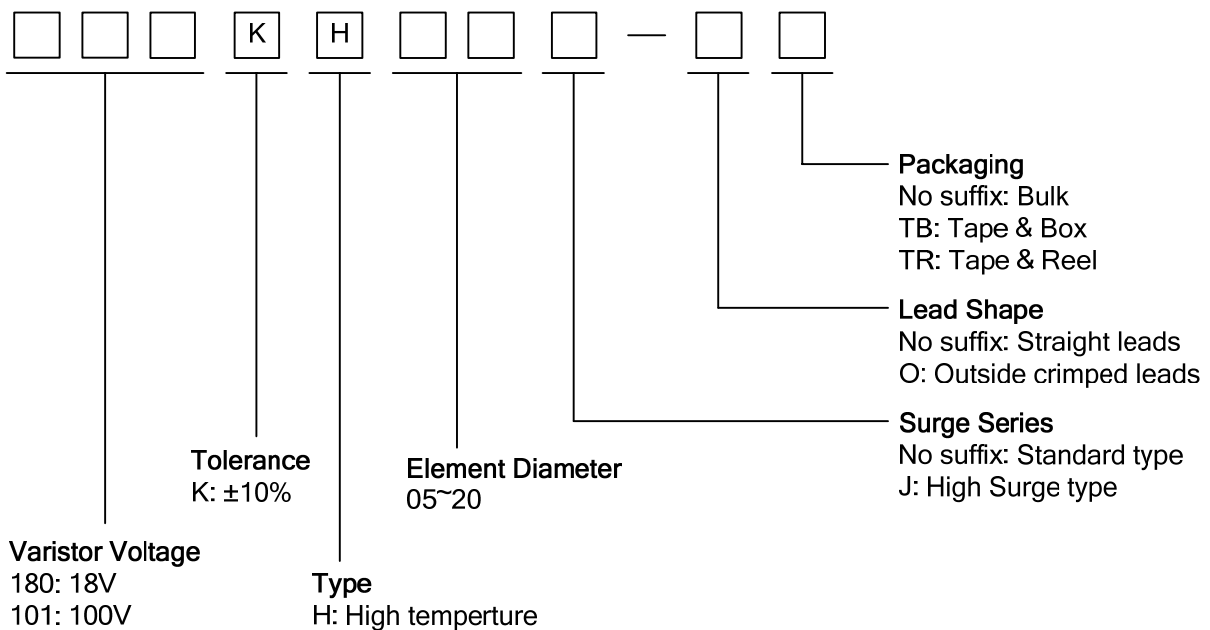 K H —
Packaging
No suffix: Bulk
TB: Tape & Box
TR: Tape & Reel
Lead Shape
No suffix: Straight leads
O: Outside crimped leads
Surge Series
No suffix: Standard type
J: High Surge type
Tolerance
K: ±10%
Element Diameter
05~20
Varistor Voltage
180: 18V
101: 100V
Type
H: High temperture